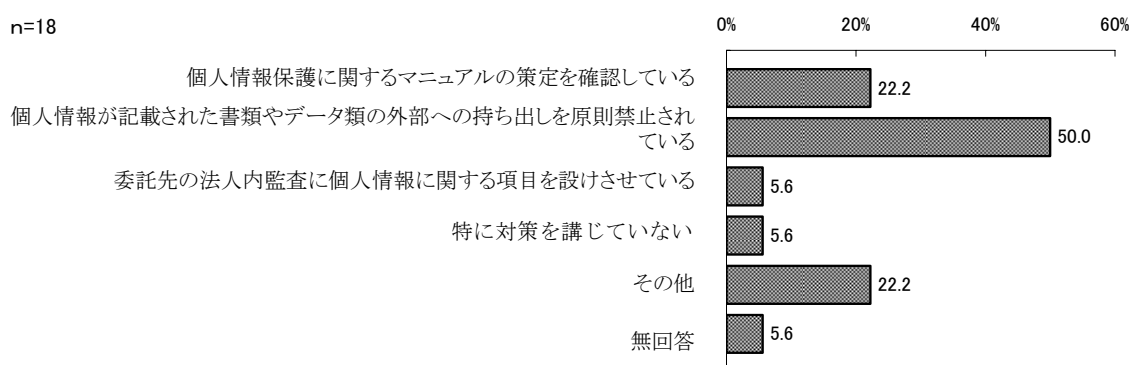 n=18
0% 20% 40% 60%
個人情報保護に関するマニュアルの策定を確認している
22.2
個人情報が記載された書類やデータ類の外部への持ち出しを原則禁止され
ている
50.0
委託先の法人内監査に個人情報に関する項目を設けさせている
5.6
特に対策を講じていない
5.6
その他
22.2
無回答
5.6